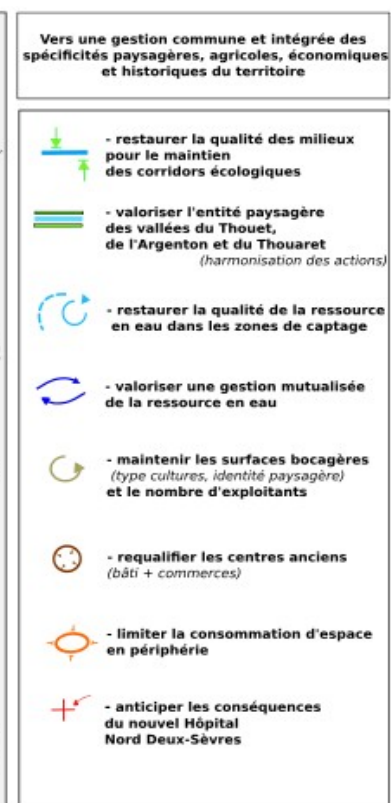 Vers une gestion commune et intégrée des
spécificités paysagères, agricoles, économiques
et historiques du territoire
- restaurer la qualité des milieux
pour le maintien
des corridors écologiques
- valoriser l'entité paysagère
des vallées du Thouet,
de l'Argenton et du Thouaret
(harmonisation des actions)
- restaurer la qualité de la ressource
en eau dans les zones de captage
- valoriser une gestion mutualisée
de la ressource en eau
- maintenir les surfaces bocagères
(type cultures, identité paysagère)
et le nombre d'exploitants
- requalifier les centres anciens
(bâti + commerces)
- limiter la consommation d'espace
en périphérie
- anticiper les conséquences
du nouvel Hôpital
Nord Deux-Sèvres